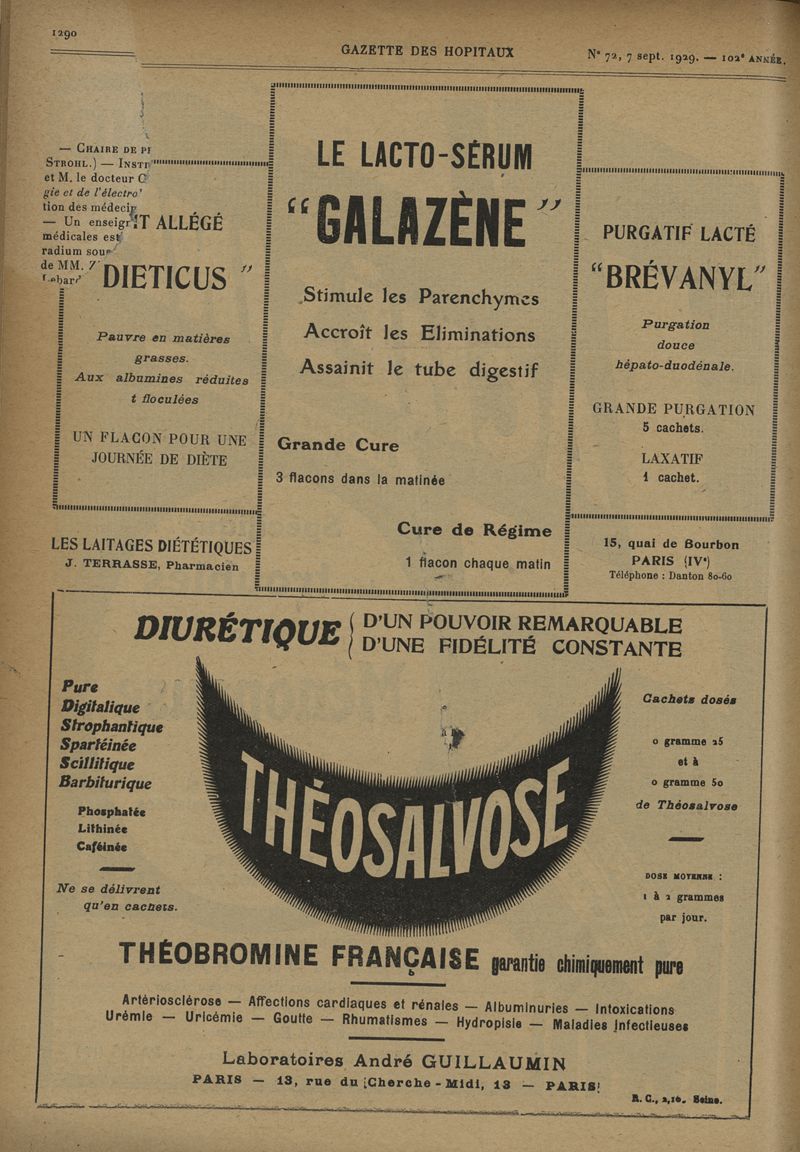 1290
GAZETTE DES HOPITAUX
N° 72, 7 sept. 1929. — 102e ANNÉE.
— CHAIRE DE
STROHL.) —
et M. le docteur
gie et de
tion des
— Un
médicales
radium
de MM.
T ALLÉGÉ
DIETICUS "
Pauvre en matières
grasses.
Aux albumines réduites
t floculées
UN FLACON POUR UNE
JOURNÉE DE DIÈTE
LES LAITAGES DIÉTÉTIQUES
J. TERRASSE, Pharmacien
LE LACTO-SÉRUM
"GALAZÈNE"
Stimule les Parenchymes
Accroît les Eliminations
Assainit le tube digestif
Grande Cure
3 flacons dans la matinée
Cure de Régime
1 flacon chaque matin
PURGATIF LACTÉ
"BRÉVANYL"
Purgation
douce
hépato-duodénale.
GRANDE PURGATION
5 cachets.
LAXATIF
1 cachet.
15, quai de Bourbon
PARIS (IVe)
Téléphone : Danton 80-60
DIURÉTIQUE { D'UN POUVOIR REMARQUABLE
D'UNE FIDÉLITÉ CONSTANTE
Pure
Digitalique
Strophantique
Spartéinée
Scillitique
Barbiturique
Phosphatée
Lithinée
Caféinée
Ne se délivrent
qu'en cachets.
THÉOSALVOSE
Cachets dosés
0 gramme 25
et à
0 gramme 50
de Théosalvose
DOSE MOYENNE :
1 à 2 grammes
par jour.
THÉOBROMINE FRANÇAISE garantie chimiquement pure
Artériosclérose — Affections cardiaques et rénales — Albuminuries — Intoxications
Urémie — Uricémie — Goutte — Rhumatismes — Hydropisie — Maladies Infectieuses
Laboratoires André GUILLAUMIN
PARIS — 13, rue du Cherche-Midi, 13 — PARIS
R. C., 2,16. Seine.